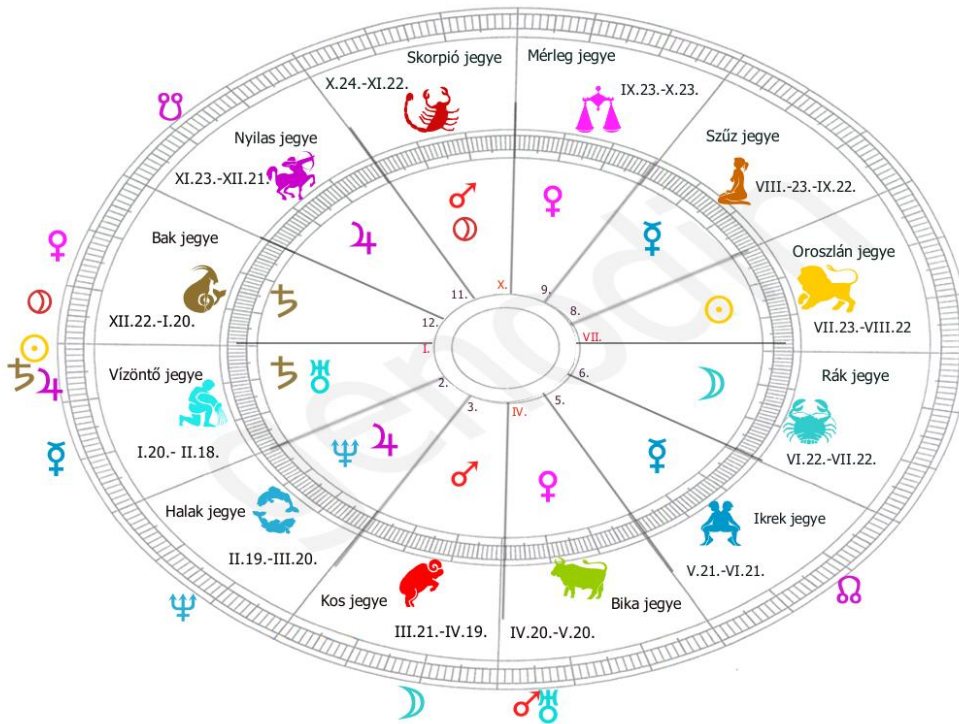 Skorpió jegye
X.24.-XI.22.
Mérleg jegye
IX.23.-X.23.
Nyilas jegye
XI.23.-XII.21.
Szűz jegye
VIII.-23.-IX.22.
Bak jegye
XII.22.-I.20.
Oroszlán jegye
VII.23.-VIII.22
11.
X.
9.
12.
8.
I.
VII.
2.
6.
3.
IV.
5.
Vízöntő jegye
I.20.- II.18.
Rák jegye
VI.22.-VII.22.
Halak jegye
II.19.-III.20.
Ikrek jegye
V.21.-VI.21.
Kos jegye
III.21.-IV.19.
Bika jegye
IV.20.-V.20.